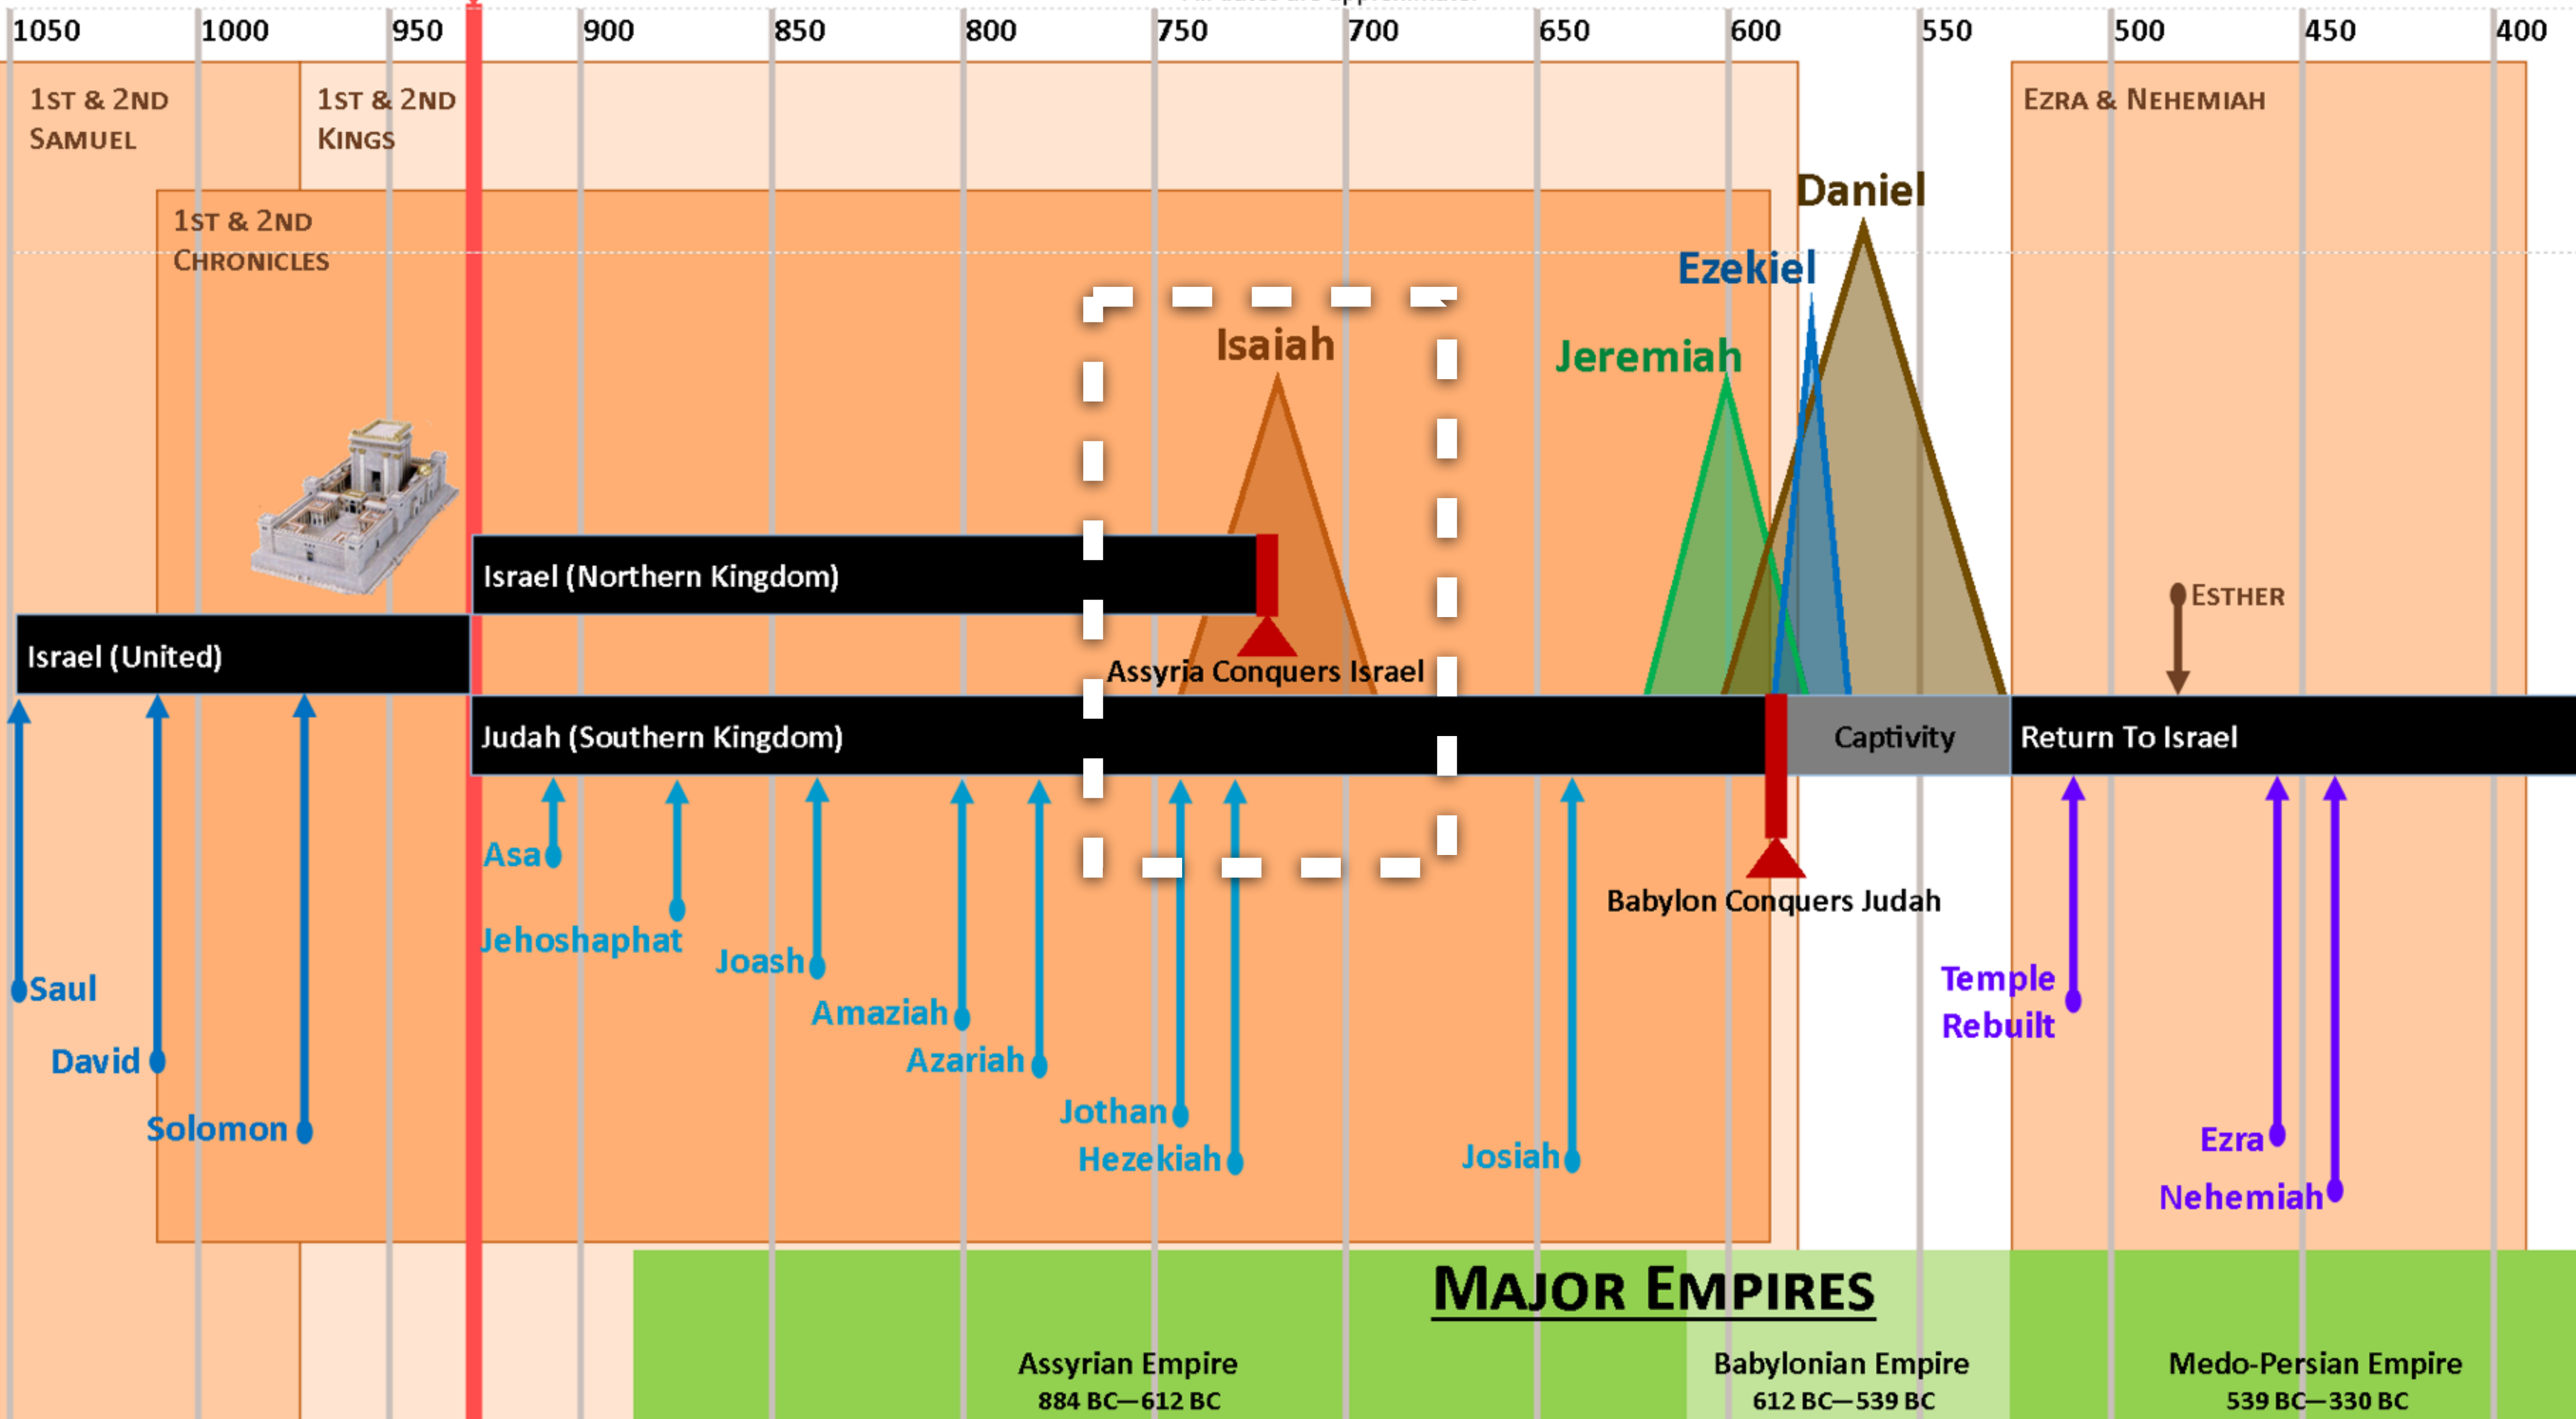 All dates are approximate.
1050 1000 950 900 850 800 750 700 650 600 550 500 450 400
1ST & 2ND
SAMUEL
1ST & 2ND
KINGS
EZRA & NEHEMIAH
1ST & 2ND
CHRONICLES
Daniel
Ezekiel
Isaiah
Jeremiah
Israel (Northern Kingdom)
ESTHER
Israel (United)
Assyria Conquers Israel
Judah (Southern Kingdom)
Captivity
Return To Israel
Asa
Babylon Conquers Judah
Jehoshaphat
Joash
Saul
Temple
Rebuilt
Amaziah
David
Azariah
Jothan
Solomon
Hezekiah
Josiah
Ezra
Nehemiah
MAJOR EMPIRES
Assyrian Empire
884 BC—612 BC
Babylonian Empire
612 BC—539 BC
Medo-Persian Empire
539 BC—330 BC